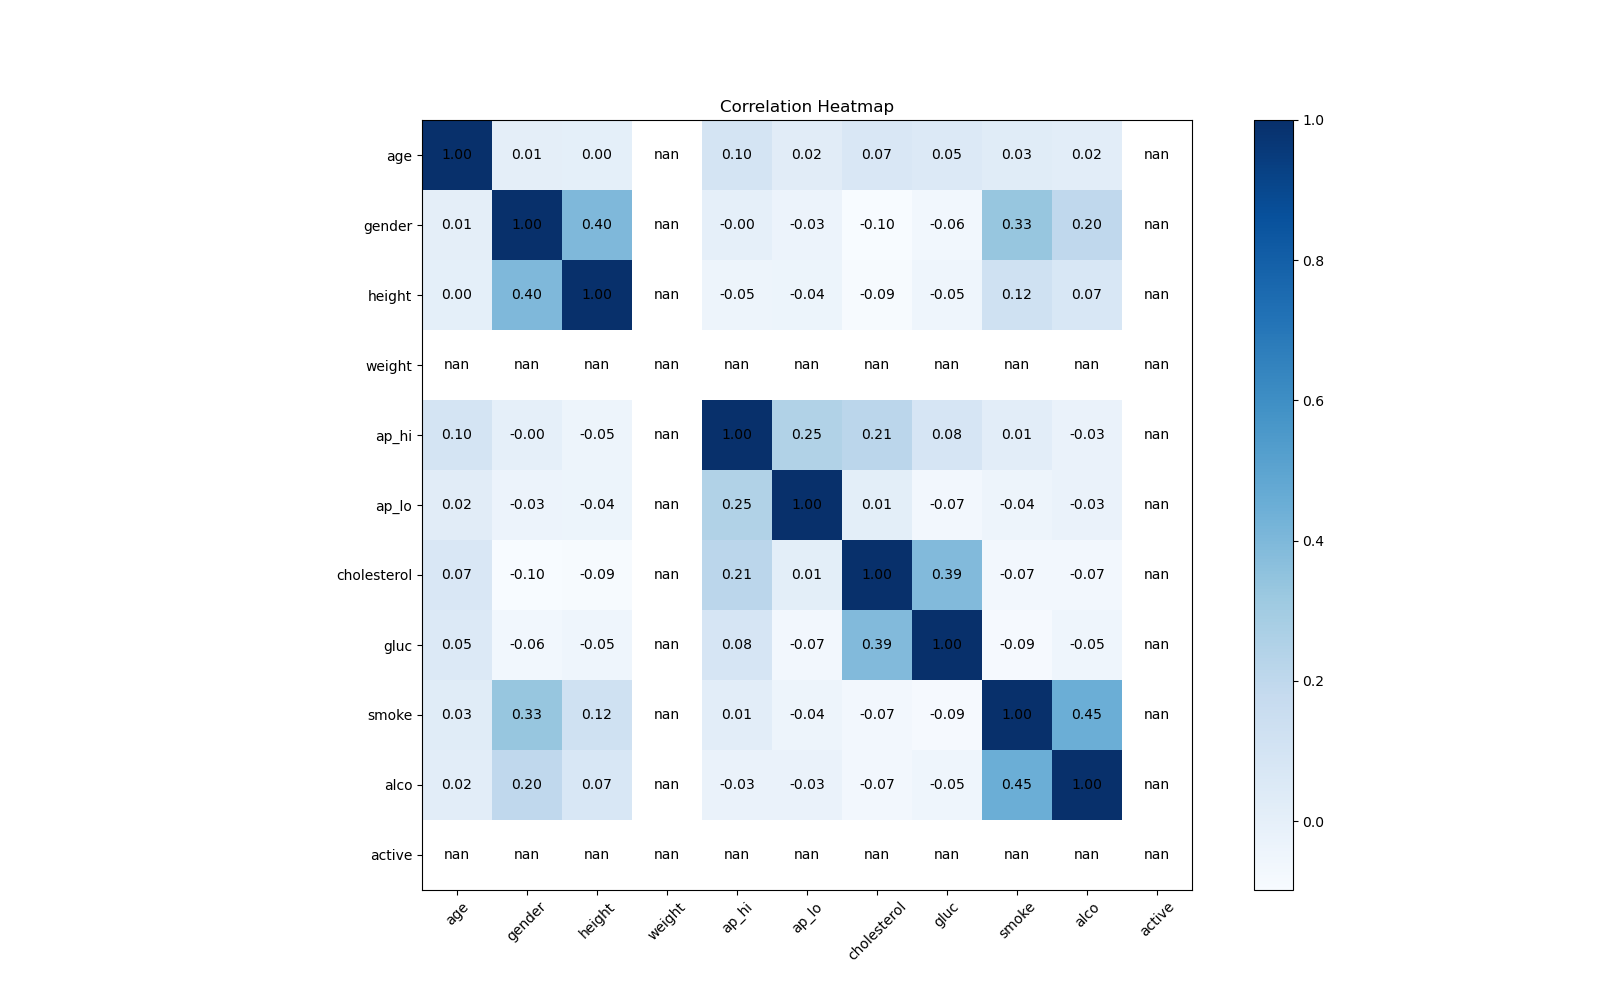 Correlation Heatmap
age 1.00 0.01 0.00 nan 0.10 0.02 0.07 0.05 0.03 0.02 nan
gender 0.01 1.00 0.40 nan -0.00 -0.03 -0.10 -0.06 0.33 0.20 nan
height 0.00 0.40 1.00 nan -0.05 -0.04 -0.09 -0.05 0.12 0.07 nan
weight nan nan nan nan nan nan nan nan nan nan nan
ap_hi 0.10 -0.00 -0.05 nan 1.00 0.25 0.21 0.08 0.01 -0.03 nan
ap_lo 0.02 -0.03 -0.04 nan 0.25 1.00 0.01 -0.07 -0.04 -0.03 nan
cholesterol 0.07 -0.10 -0.09 nan 0.21 0.01 1.00 0.39 -0.07 -0.07 nan
gluc 0.05 -0.06 -0.05 nan 0.08 -0.07 0.39 1.00 -0.09 -0.05 nan
smoke 0.03 0.33 0.12 nan 0.01 -0.04 -0.07 -0.09 1.00 0.45 nan
alco 0.02 0.20 0.07 nan -0.03 -0.03 -0.07 -0.05 0.45 1.00 nan
active nan nan nan nan nan nan nan nan nan nan nan
age gender height weight ap_hi ap_lo cholesterol gluc smoke alco active
1.0
0.8
0.6
0.4
0.2
0.0